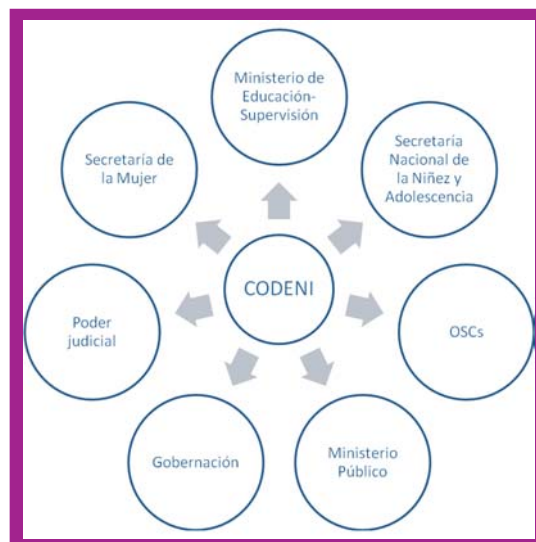 Ministerio de
Educación-
Supervisión
Secretaría
Nacional de
la Niñez y
Adolescencia
Secretaría de
la Mujer
CODENI
Poder
judicial
OSCs
Gobernación
Ministerio
Público